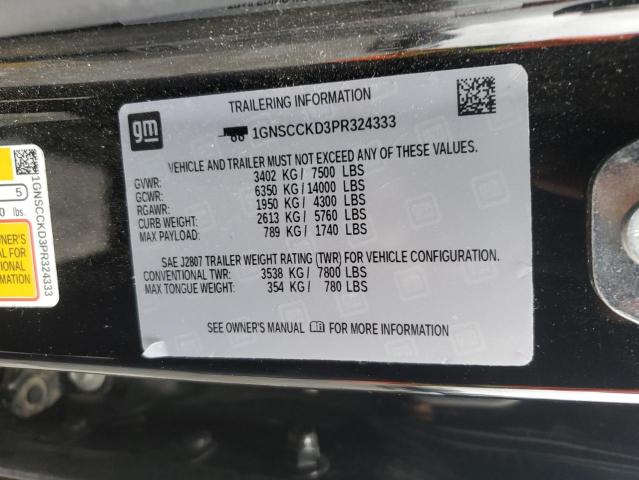 TRAILERING INFORMATION
gm
1GNSCCKD3PR324333
VEHICLE AND TRAILER MUST NOT EXCEED ANY OF THESE VALUES.
GVWR: 3402 KG / 7500 LBS
GCWR: 6350 KG / 14000 LBS
RGAWR: 1950 KG / 4300 LBS
CURB WEIGHT: 2613 KG / 5760 LBS
MAX PAYLOAD: 789 KG / 1740 LBS
SAE J2807 TRAILER WEIGHT RATING (TWR) FOR VEHICLE CONFIGURATION.
CONVENTIONAL TWR: 3538 KG / 7800 LBS
MAX TONGUE WEIGHT: 354 KG / 780 LBS
SEE OWNER'S MANUAL FOR MORE INFORMATION
5
0 lbs.
OWNER'S
1GNSCCKD3PR324333